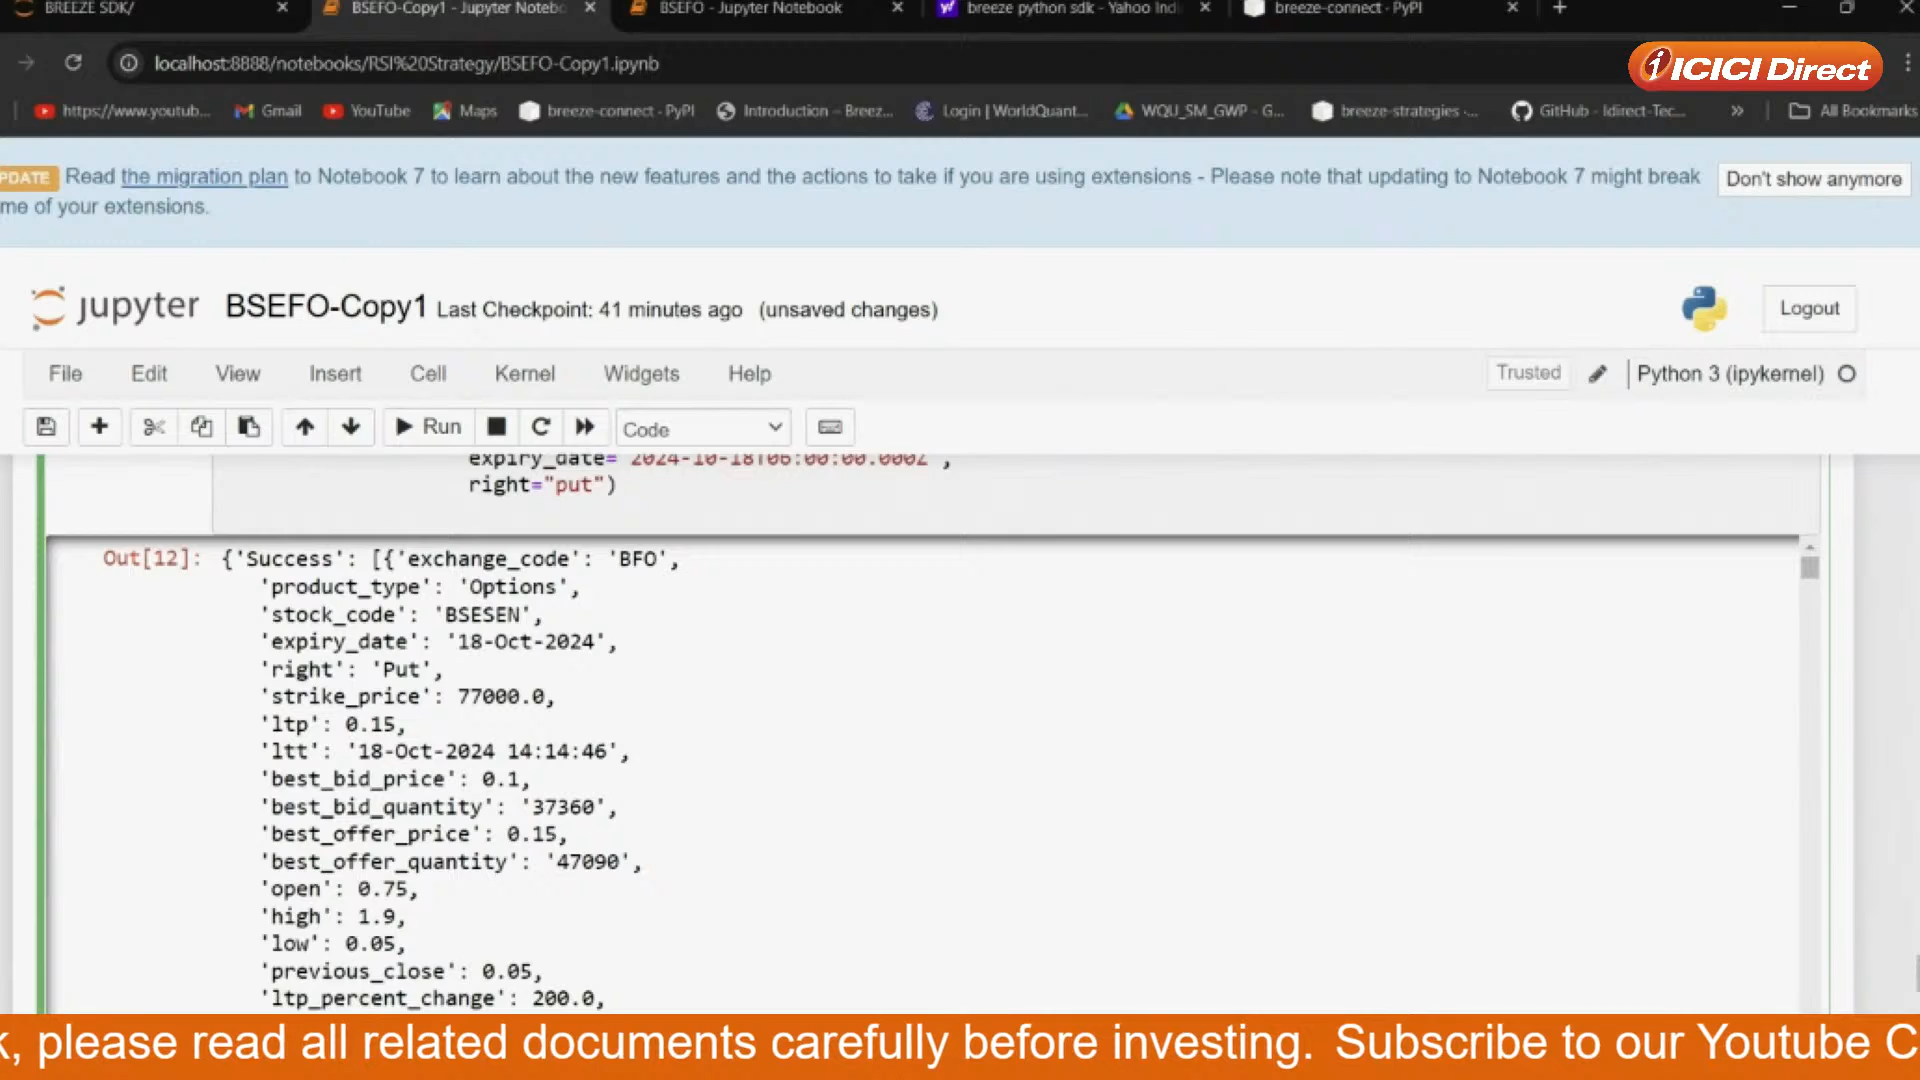 BREEZE SDK/
BSEFO-Copy1 - Jupyter Notebo
BSEFO - Jupyter Notebook
breeze python sdk - Yahoo Indi
breeze-connect · PyPI
localhost:8888/notebooks/RSI%20Strategy/BSEFO-Copy1.ipynb
ICICI Direct
https://www.youtub...
Gmail
YouTube
Maps
breeze-connect · PyPI
Introduction – Breez...
Login | WorldQuant...
WQU_SM_GWP - G...
breeze-strategies ·...
GitHub - Idirect-Tec...
»
All Bookmarks
PDATE Read the migration plan to Notebook 7 to learn about the new features and the actions to take if you are using extensions - Please note that updating to Notebook 7 might break
me of your extensions.
Don't show anymore
jupyter BSEFO-Copy1 Last Checkpoint: 41 minutes ago (unsaved changes)
Logout
File Edit View Insert Cell Kernel Widgets Help
Trusted
Python 3 (ipykernel)
Run
Code
expiry_date="2024-10-18T06:00:00.000Z",
right="put")
Out[12]: {'Success': [{'exchange_code': 'BFO',
'product_type': 'Options',
'stock_code': 'BSESEN',
'expiry_date': '18-Oct-2024',
'right': 'Put',
'strike_price': 77000.0,
'ltp': 0.15,
'ltt': '18-Oct-2024 14:14:46',
'best_bid_price': 0.1,
'best_bid_quantity': '37360',
'best_offer_price': 0.15,
'best_offer_quantity': '47090',
'open': 0.75,
'high': 1.9,
'low': 0.05,
'previous_close': 0.05,
'ltp_percent_change': 200.0,
k, please read all related documents carefully before investing. Subscribe to our Youtube C